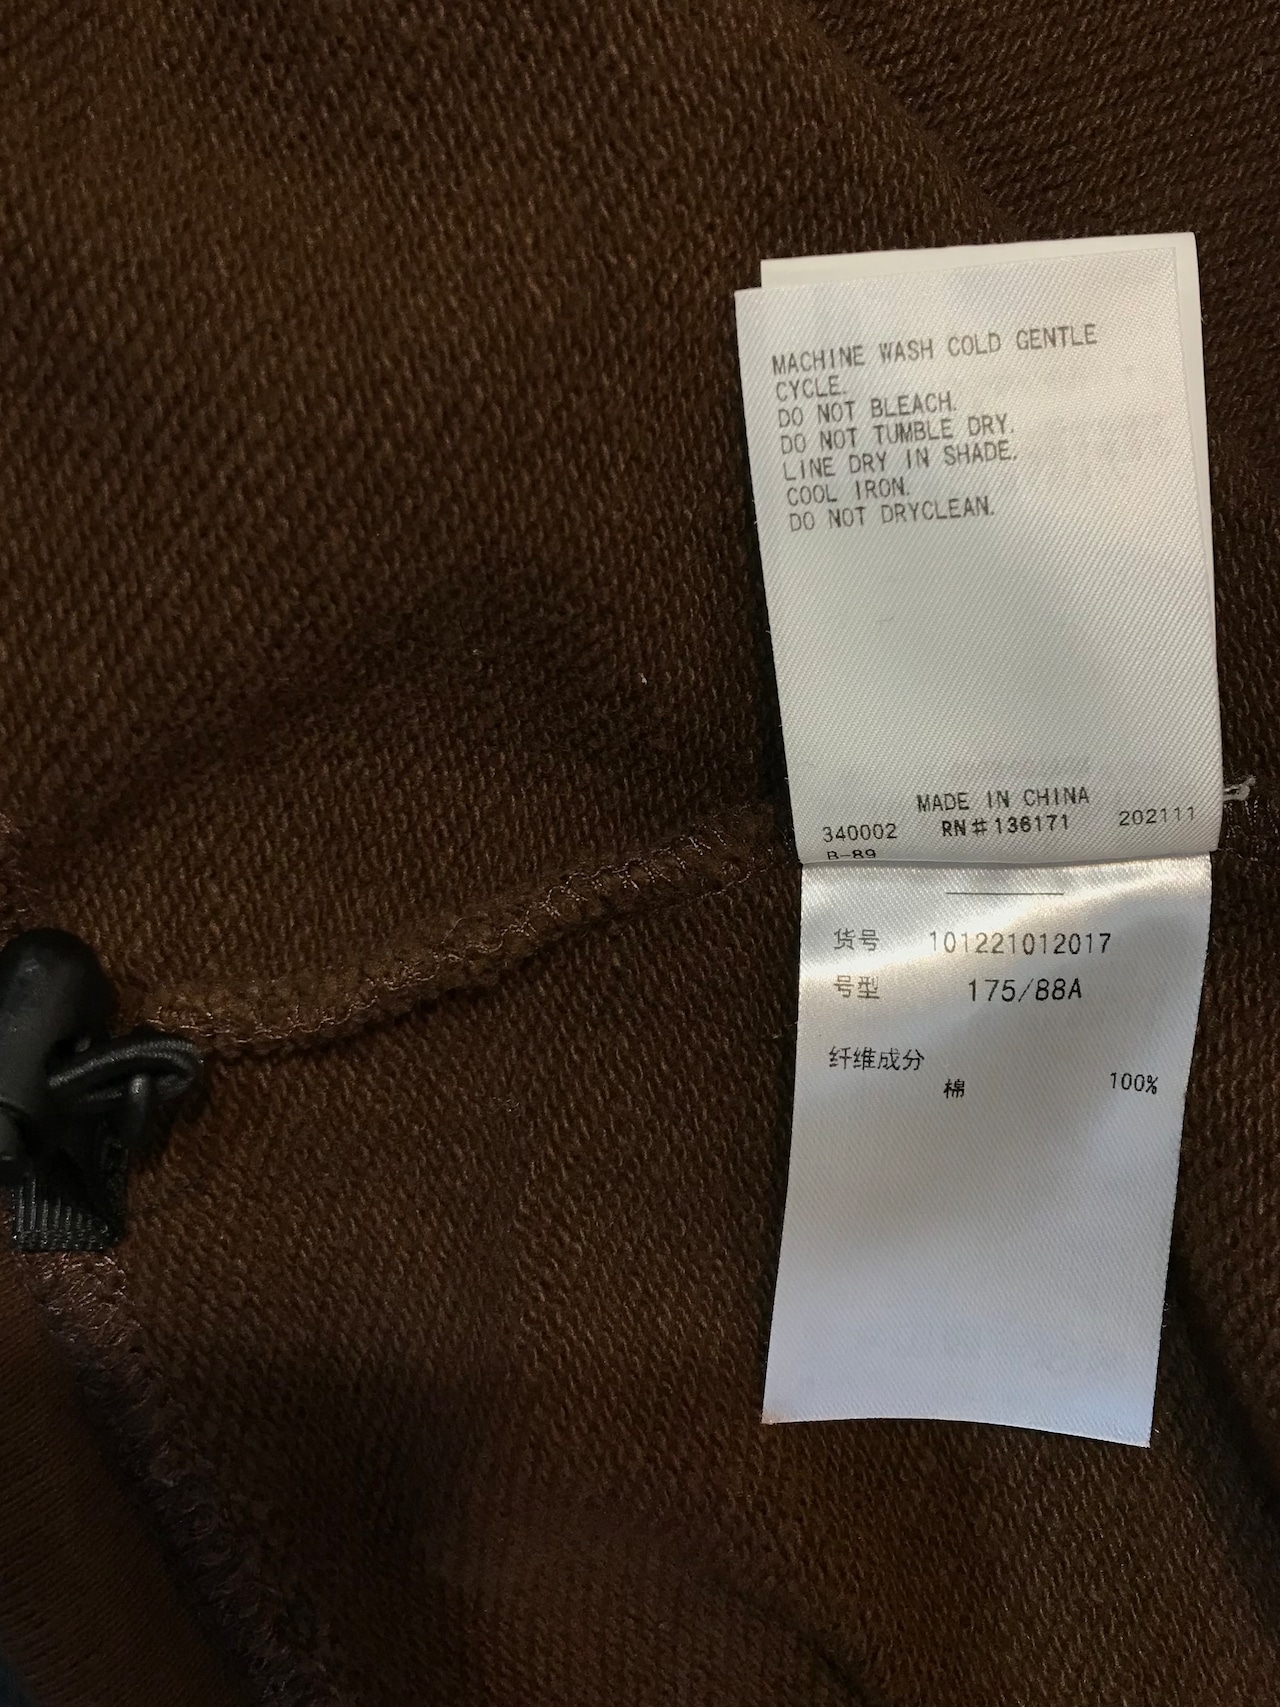 MACHINE WASH COLD GENTLE
CYCLE.
DO NOT BLEACH.
DO NOT TUMBLE DRY.
LINE DRY IN SHADE.
COOL IRON.
DO NOT DRYCLEAN.
MADE IN CHINA
340002 RN#136171 202111
B-89
货号 101221012017
号型 175/88A
纤维成分
棉 100%